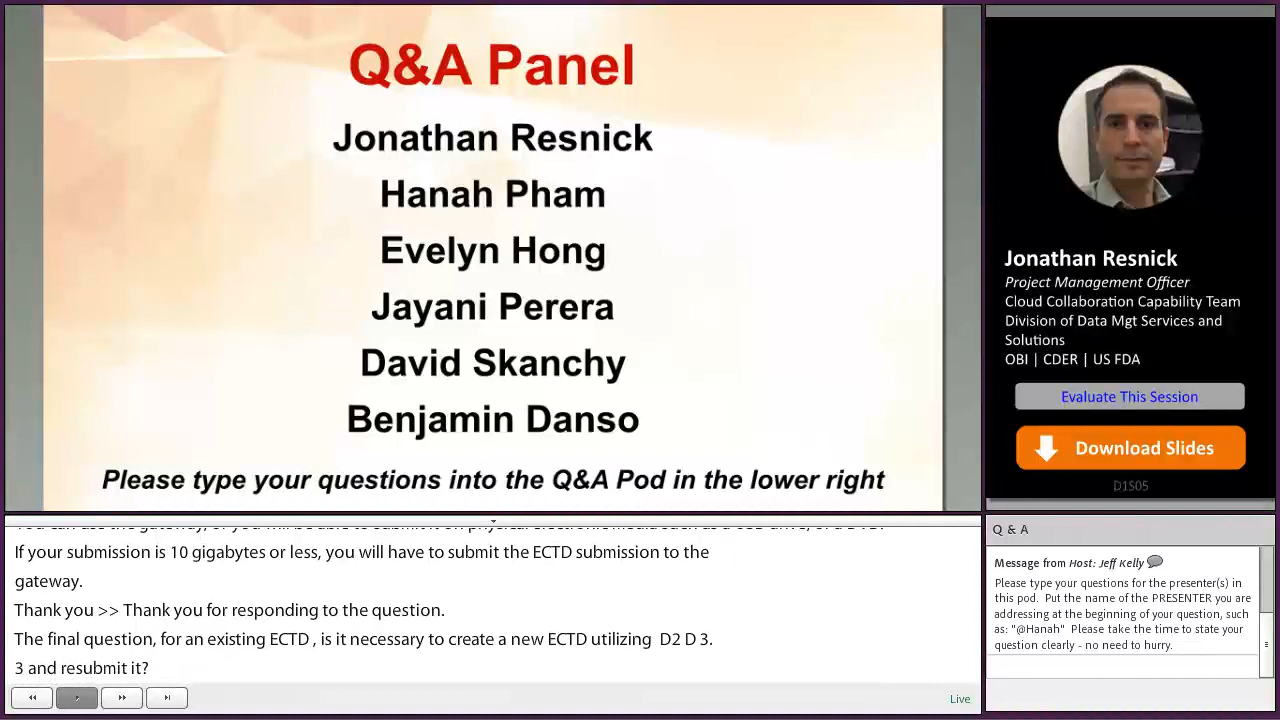 Q&A Panel
Jonathan Resnick
Hanah Pham
Evelyn Hong
Jayani Perera
David Skanchy
Benjamin Danso
Please type your questions into the Q&A Pod in the lower right
Jonathan Resnick
Project Management Officer
Cloud Collaboration Capability Team
Division of Data Mgt Services and
Solutions
OBI | CDER | US FDA
Evaluate This Session
Download Slides
D1S05
If your submission is 10 gigabytes or less, you will have to submit the ECTD submission to the
gateway.
Thank you >> Thank you for responding to the question.
The final question, for an existing ECTD , is it necessary to create a new ECTD utilizing  D2 D 3.
3 and resubmit it?
Live
Q & A
Message from Host: Jeff Kelly
Please type your questions for the presenter(s) in
this pod.  Put the name of the PRESENTER you are
addressing at the beginning of your question, such
as: "@Hanah"  Please take the time to state your
question clearly - no need to hurry.